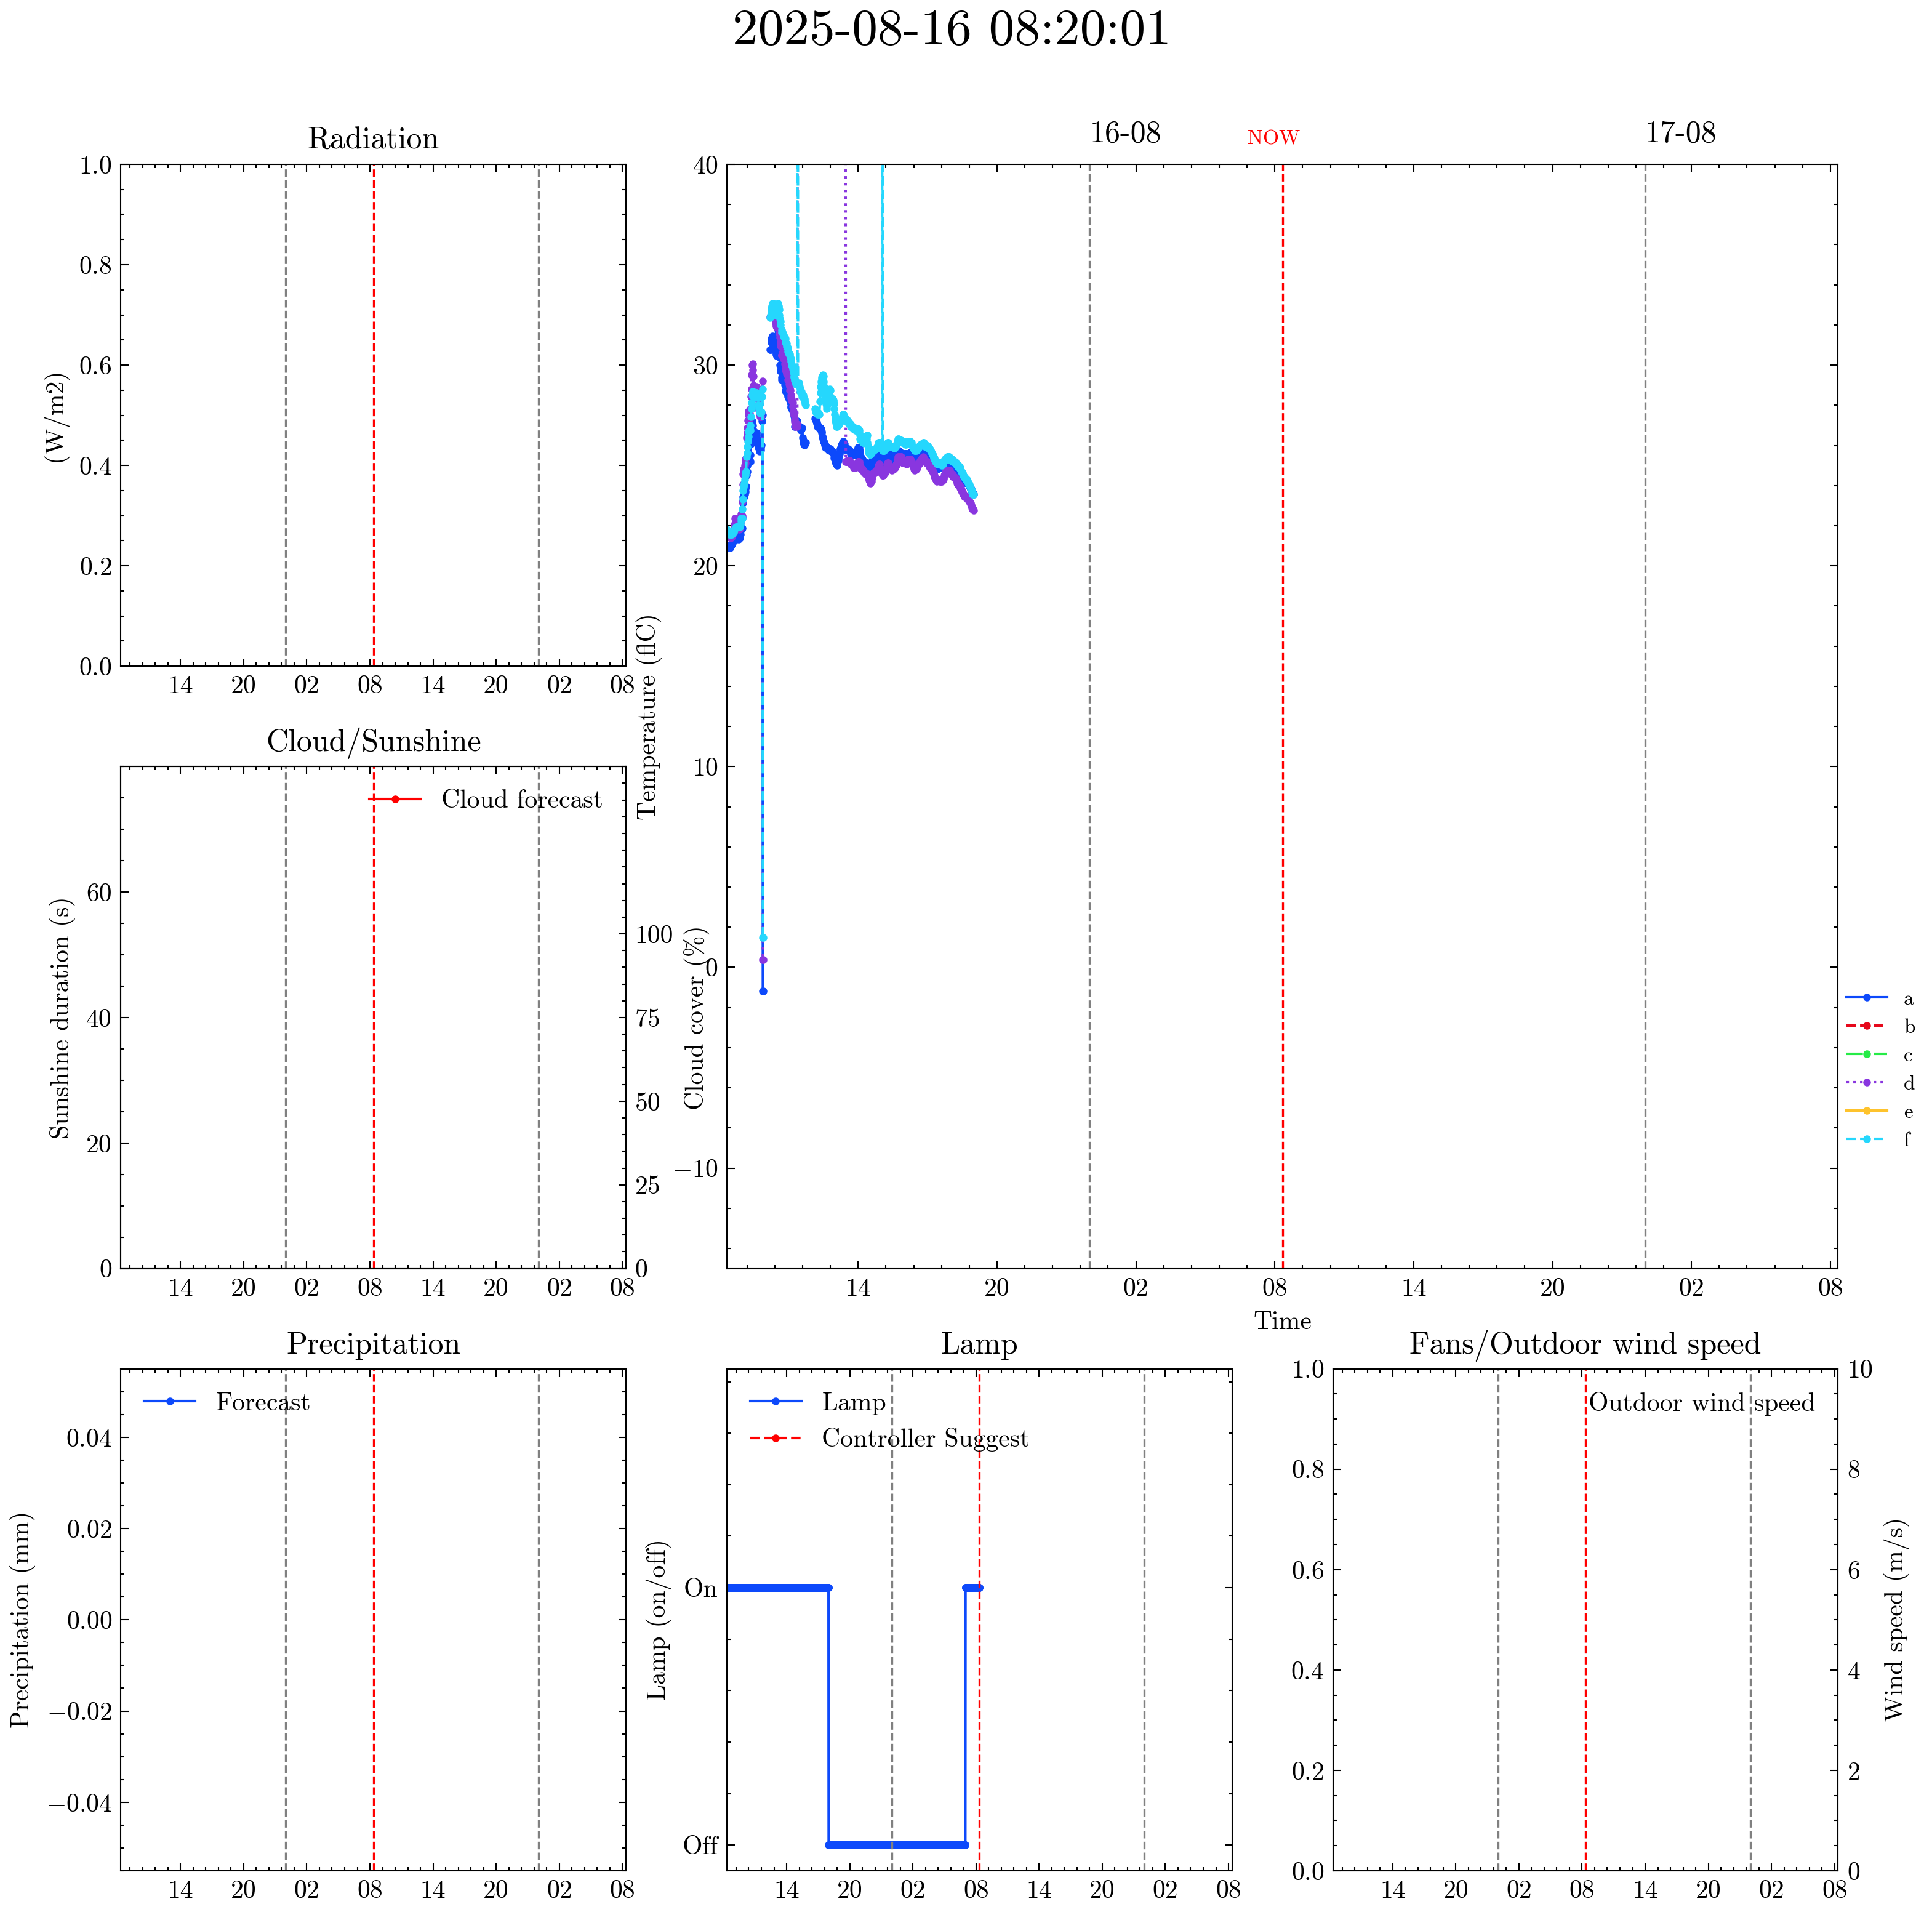 2025-08-16 08:20:01
Radiation
(W/m2)
1.0
0.8
0.6
0.4
0.2
0.0
14 20 02 08 14 20 02 08
16-08 NOW 17-08
Temperature (flC)
40
30
20
10
0
−10
14 20 02 08 14 20 02 08
Time
a
b
c
d
e
f
Cloud/Sunshine
Cloud forecast
Sunshine duration (s)
60
40
20
0
100
75
50
25
0
Cloud cover (%)
14 20 02 08 14 20 02 08
Precipitation
Forecast
Precipitation (mm)
0.04
0.02
0.00
−0.02
−0.04
14 20 02 08 14 20 02 08
Lamp
Lamp
Controller Suggest
Lamp (on/off)
On
Off
14 20 02 08 14 20 02 08
Fans/Outdoor wind speed
Outdoor wind speed
1.0
0.8
0.6
0.4
0.2
0.0
10
8
6
4
2
0
Wind speed (m/s)
14 20 02 08 14 20 02 08